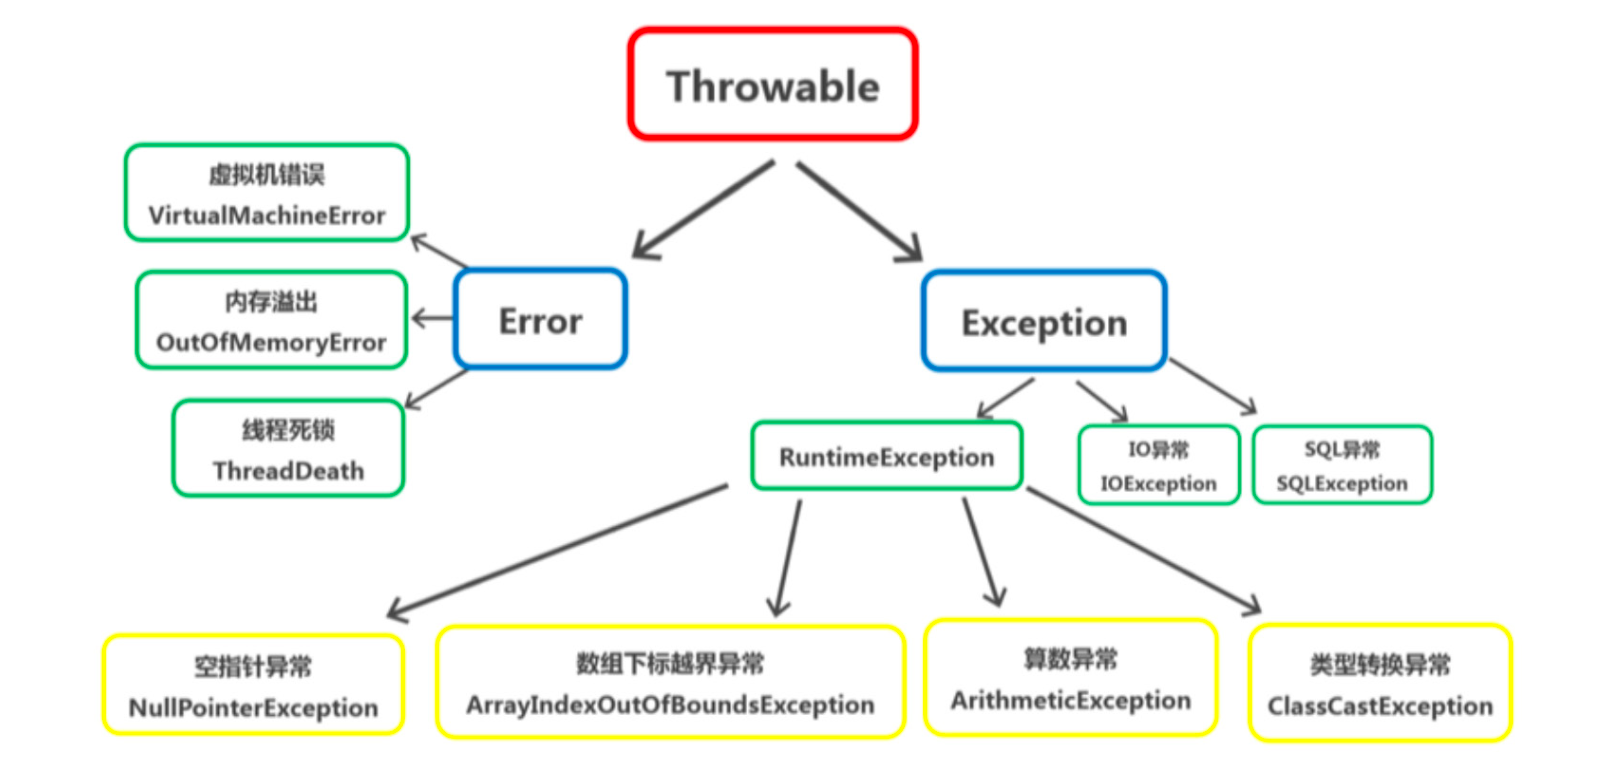 Throwable
虚拟机错误
VirtualMachineError
内存溢出
OutOfMemoryError
线程死锁
ThreadDeath
Error
Exception
RuntimeException
IO异常
IOException
SQL异常
SQLException
空指针异常
NullPointerException
数组下标越界异常
ArrayIndexOutOfBoundsException
算数异常
ArithmeticException
类型转换异常
ClassCastException